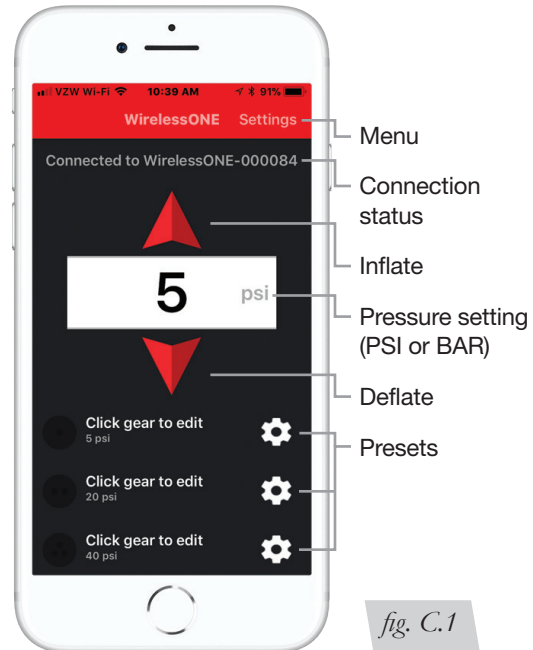 VZW Wi-Fi 10:39 AM 91%
WirelessONE Settings
Menu
Connected to WirelessONE-000084
Connection
status
Inflate
5 psi
Pressure setting
(PSI or BAR)
Deflate
Click gear to edit
5 psi
Presets
Click gear to edit
20 psi
Click gear to edit
40 psi
fig. C.1